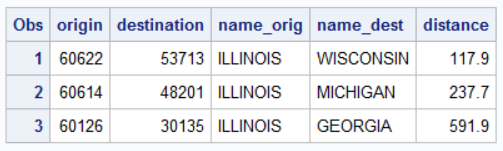 Obs origin destination name_orig name_dest distance
1 60622 53713 ILLINOIS WISCONSIN 117.9
2 60614 48201 ILLINOIS MICHIGAN 237.7
3 60126 30135 ILLINOIS GEORGIA 591.9